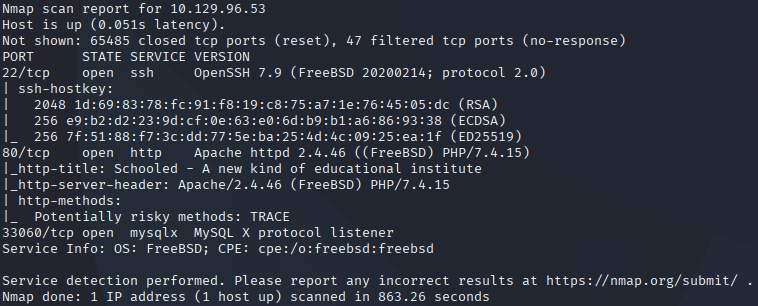 Nmap scan report for 10.129.96.53
Host is up (0.051s latency).
Not shown: 65485 closed tcp ports (reset), 47 filtered tcp ports (no-response)
PORT      STATE SERVICE VERSION
22/tcp    open  ssh     OpenSSH 7.9 (FreeBSD 20200214; protocol 2.0)
| ssh-hostkey:
|   2048 1d:69:83:78:fc:91:f8:19:c8:75:a7:1e:76:45:05:dc (RSA)
|   256 e9:b2:d2:23:9d:cf:0e:63:e0:6d:b9:b1:a6:86:93:38 (ECDSA)
|_  256 7f:51:88:f7:3c:dd:77:5e:ba:25:4d:4c:09:25:ea:1f (ED25519)
80/tcp    open  http    Apache httpd 2.4.46 ((FreeBSD) PHP/7.4.15)
|_http-title: Schooled - A new kind of educational institute
|_http-server-header: Apache/2.4.46 (FreeBSD) PHP/7.4.15
| http-methods:
|_  Potentially risky methods: TRACE
33060/tcp open  mysqlx  MySQL X protocol listener
Service Info: OS: FreeBSD; CPE: cpe:/o:freebsd:freebsd

Service detection performed. Please report any incorrect results at https://nmap.org/submit/ .
Nmap done: 1 IP address (1 host up) scanned in 863.26 seconds